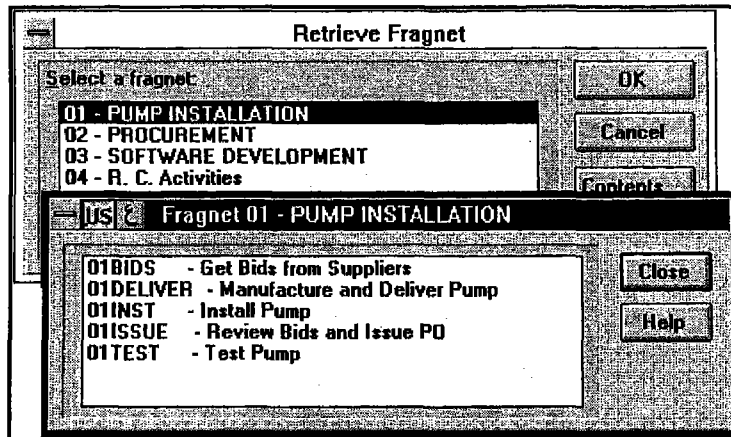 Retrieve Fragnet
Select a fragnet:
01 - PUMP INSTALLATION
02 - PROCUREMENT
03 - SOFTWARE DEVELOPMENT
04 - R. C. Activities
OK
Cancel
Contents...
US Fragnet 01 - PUMP INSTALLATION
01BIDS - Get Bids from Suppliers
01DELIVER - Manufacture and Deliver Pump
01INST - Install Pump
01ISSUE - Review Bids and Issue PO
01TEST - Test Pump
Close
Help